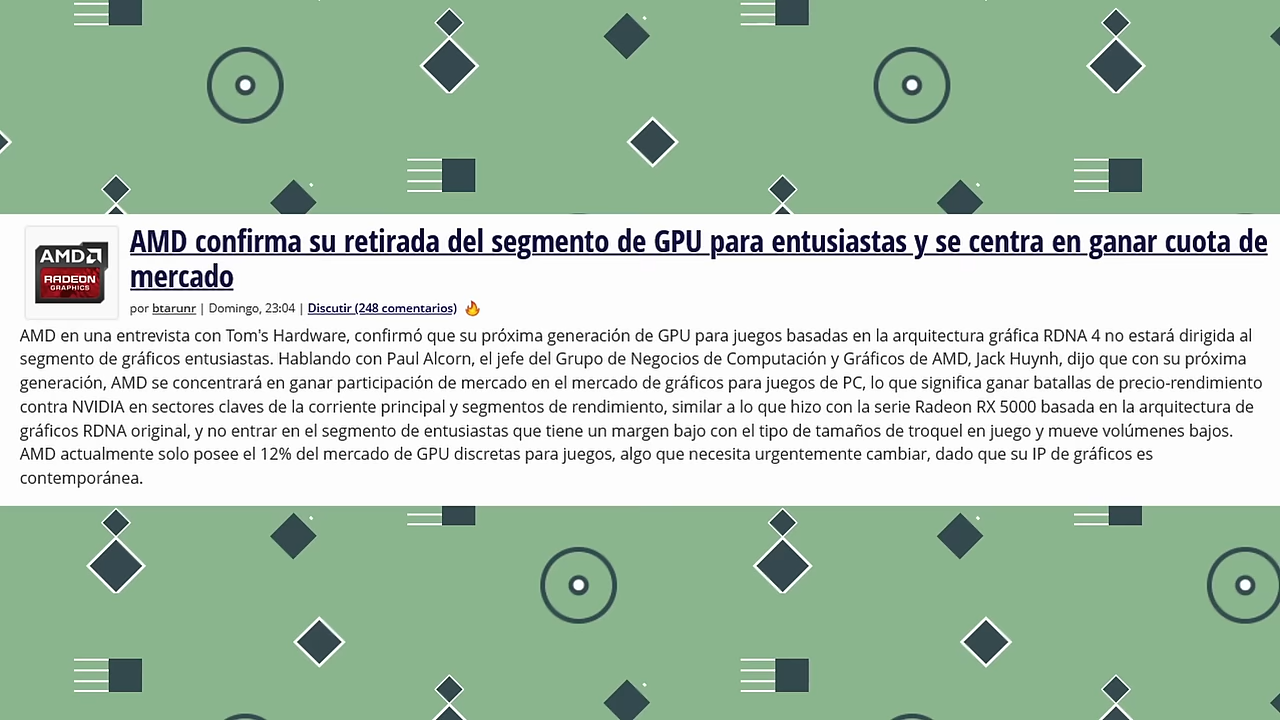 AMD
RADEON
GRAPHICS
AMD confirma su retirada del segmento de GPU para entusiastas y se centra en ganar cuota de
mercado
por btarunr | Domingo, 23:04 | Discutir (248 comentarios)
AMD en una entrevista con Tom's Hardware, confirmó que su próxima generación de GPU para juegos basadas en la arquitectura gráfica RDNA 4 no estará dirigida al
segmento de gráficos entusiastas. Hablando con Paul Alcorn, el jefe del Grupo de Negocios de Computación y Gráficos de AMD, Jack Huynh, dijo que con su próxima
generación, AMD se concentrará en ganar participación de mercado en el mercado de gráficos para juegos de PC, lo que significa ganar batallas de precio-rendimiento
contra NVIDIA en sectores claves de la corriente principal y segmentos de rendimiento, similar a lo que hizo con la serie Radeon RX 5000 basada en la arquitectura de
gráficos RDNA original, y no entrar en el segmento de entusiastas que tiene un margen bajo con el tipo de tamaños de troquel en juego y mueve volúmenes bajos.
AMD actualmente solo posee el 12% del mercado de GPU discretas para juegos, algo que necesita urgentemente cambiar, dado que su IP de gráficos es
contemporánea.